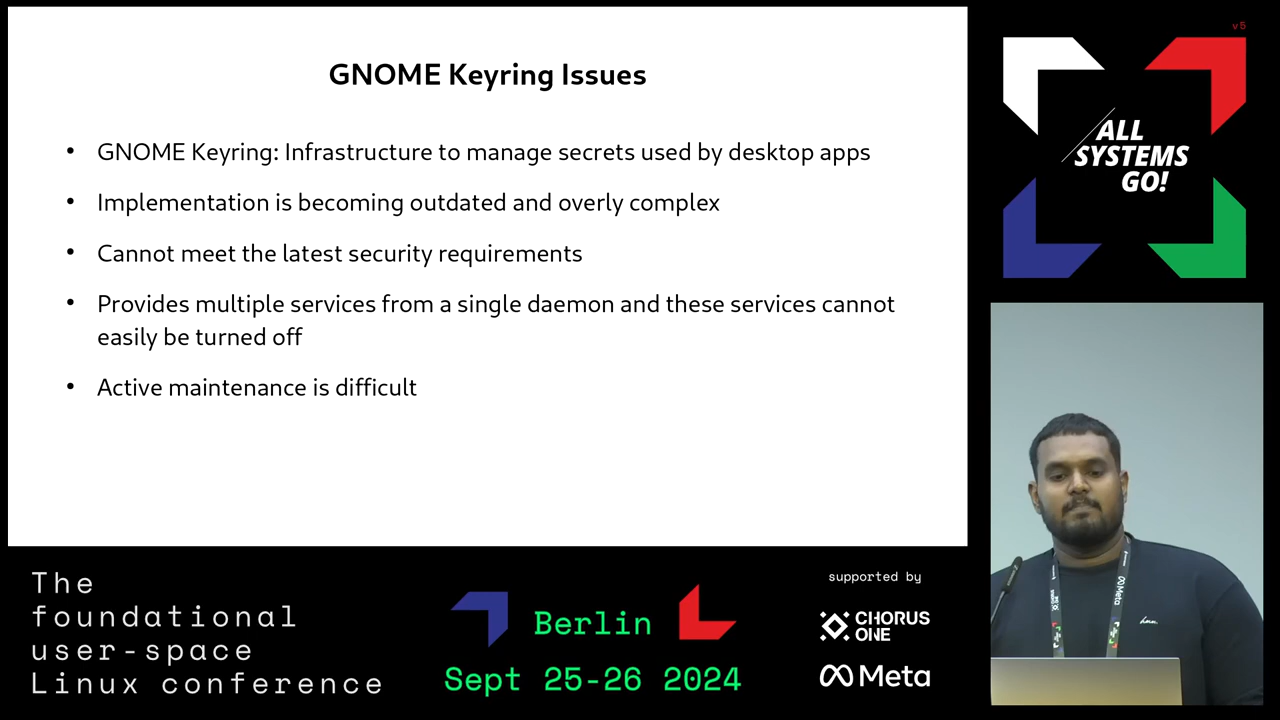 GNOME Keyring Issues
• GNOME Keyring: Infrastructure to manage secrets used by desktop apps
• Implementation is becoming outdated and overly complex
• Cannot meet the latest security requirements
• Provides multiple services from a single daemon and these services cannot
easily be turned off
• Active maintenance is difficult
v5
ALL
SYSTEMS
GO!
Meta
The
foundational
user-space
Linux conference
Berlin
Sept 25-26 2024
supported by
CHORUS
ONE
Meta